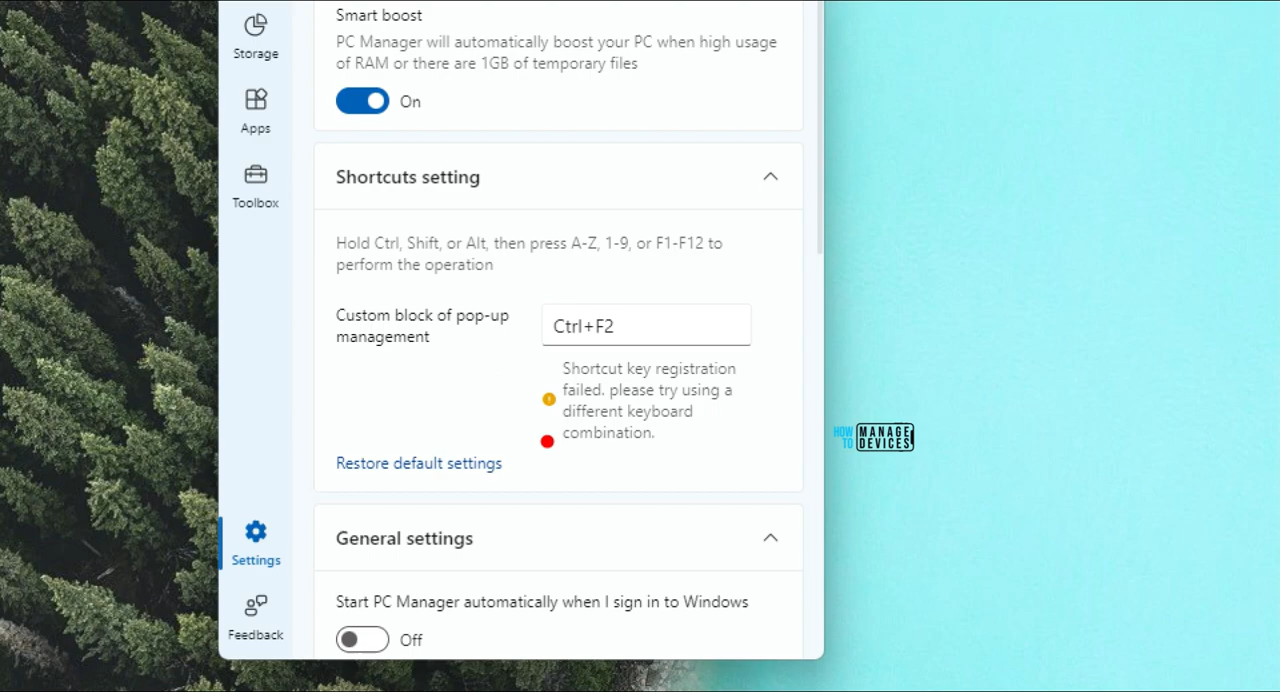 Storage
Apps
Toolbox
Settings
Feedback
Smart boost
PC Manager will automatically boost your PC when high usage
of RAM or there are 1GB of temporary files
On
Shortcuts setting
Hold Ctrl, Shift, or Alt, then press A-Z, 1-9, or F1-F12 to
perform the operation
Custom block of pop-up
management
Ctrl+F2
Shortcut key registration
failed. please try using a
different keyboard
combination.
Restore default settings
General settings
Start PC Manager automatically when I sign in to Windows
Off
HOW
TO
MANAGE
DEVICES